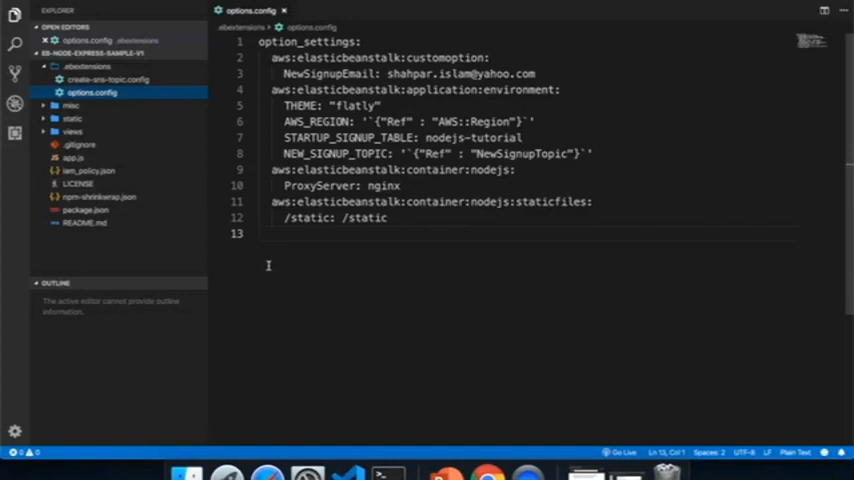 EXPLORER
OPEN EDITORS
options.config .ebextensions
EB-NODE-EXPRESS-SAMPLE-V1
.ebextensions
create-sns-topic.config
options.config
misc
static
views
.gitignore
app.js
iam_policy.json
LICENSE
npm-shrinkwrap.json
package.json
README.md
OUTLINE
The active editor cannot provide outline
information.
options.config
.ebextensions options.config
1 option_settings:
2 aws:elasticbeanstalk:customoption:
3 NewSignupEmail: shahpar.islam@yahoo.com
4 aws:elasticbeanstalk:application:environment:
5 THEME: "flatly"
6 AWS_REGION: '`{"Ref" : "AWS::Region"}`'
7 STARTUP_SIGNUP_TABLE: nodejs-tutorial
8 NEW_SIGNUP_TOPIC: '`{"Ref" : "NewSignupTopic"}`'
9 aws:elasticbeanstalk:container:nodejs:
10 ProxyServer: nginx
11 aws:elasticbeanstalk:container:nodejs:staticfiles:
12 /static: /static
13
0 0 Go Live Ln 13, Col 1 Spaces: 2 UTF-8 LF Plain Text